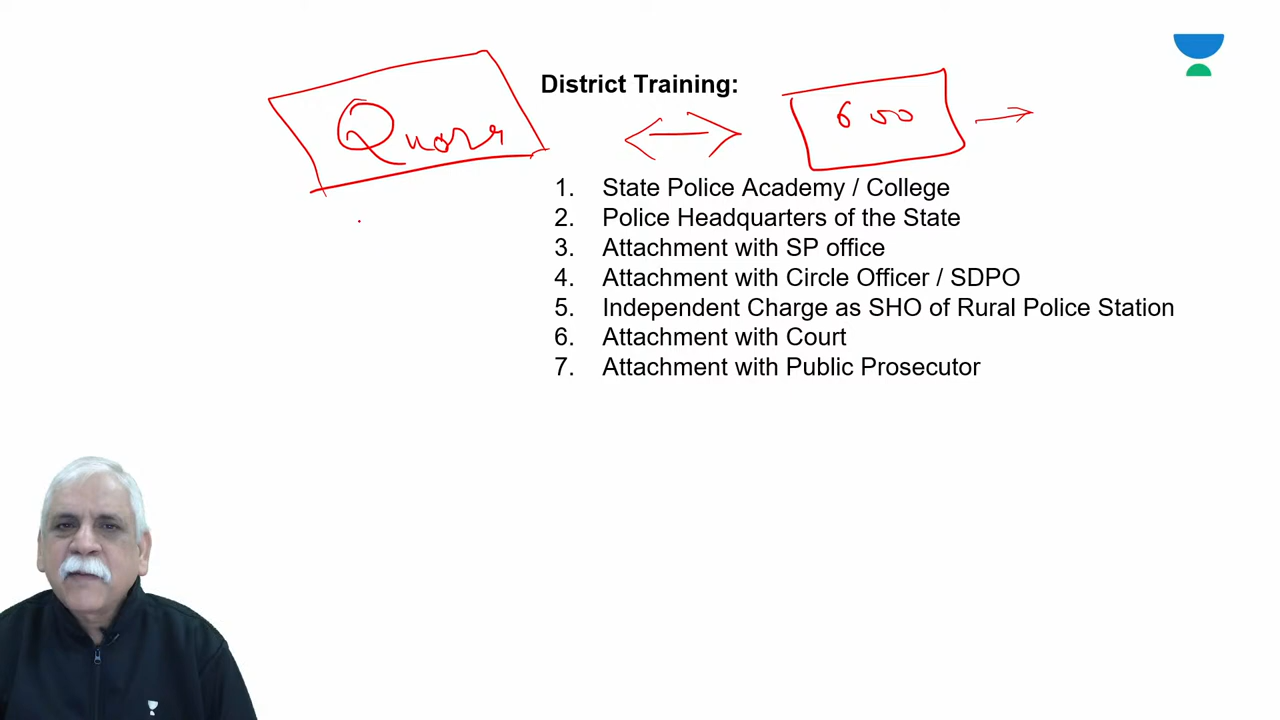 District Training:
Quora
600
1. State Police Academy / College
2. Police Headquarters of the State
3. Attachment with SP office
4. Attachment with Circle Officer / SDPO
5. Independent Charge as SHO of Rural Police Station
6. Attachment with Court
7. Attachment with Public Prosecutor